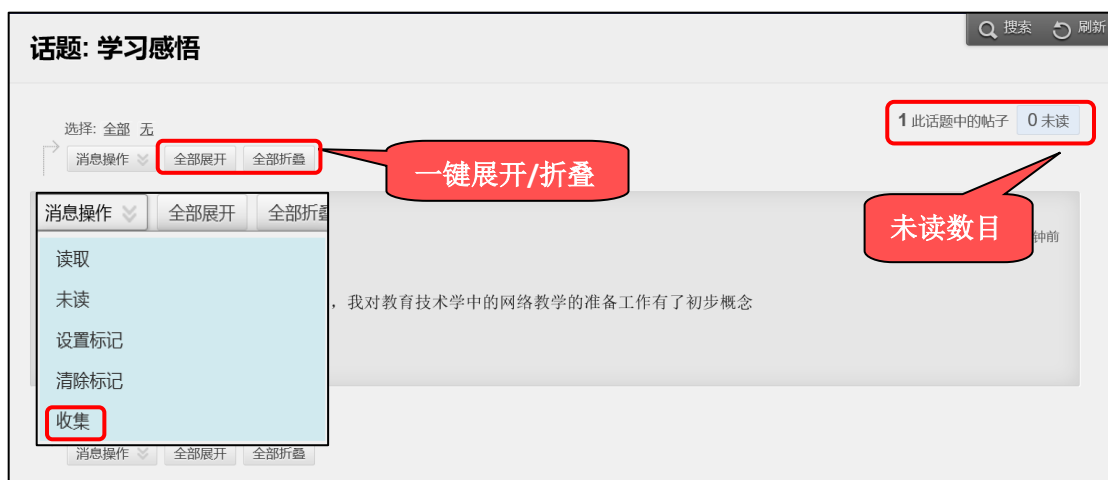 搜索 刷新
话题: 学习感悟
1 此话题中的帖子 0 未读
选择: 全部 无
消息操作 全部展开 全部折叠
一键展开/折叠
消息操作 全部展开 全部折叠
未读数目
钟前
读取
未读
，我对教育技术学中的网络教学的准备工作有了初步概念
设置标记
清除标记
收集
消息操作 全部展开 全部折叠